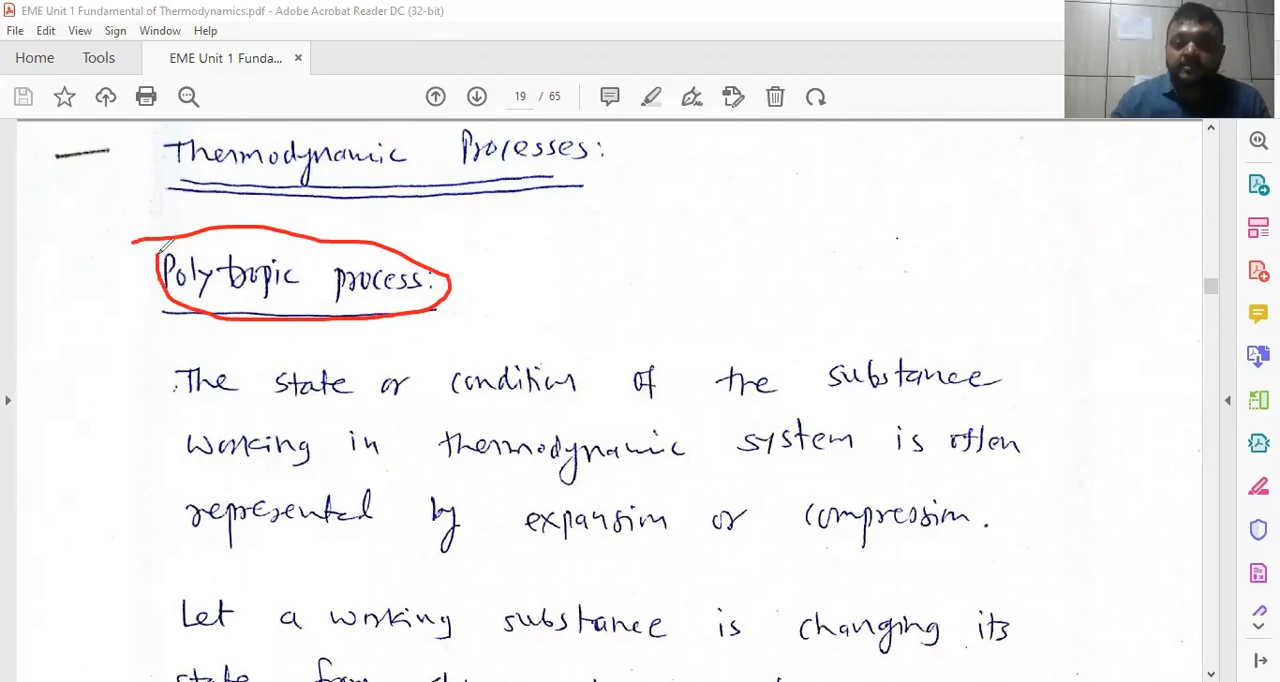 EME Unit 1 Fundamental of Thermodynamics.pdf - Adobe Acrobat Reader DC (32-bit)
File Edit View Sign Window Help
Home Tools EME Unit 1 Funda... ×
19 / 65
Thermodynamic Processes:
Polytropic process:
The state or condition of the substance
working in thermodynamic system is often
represented by expansion or compression.
Let a working substance is changing its
state from